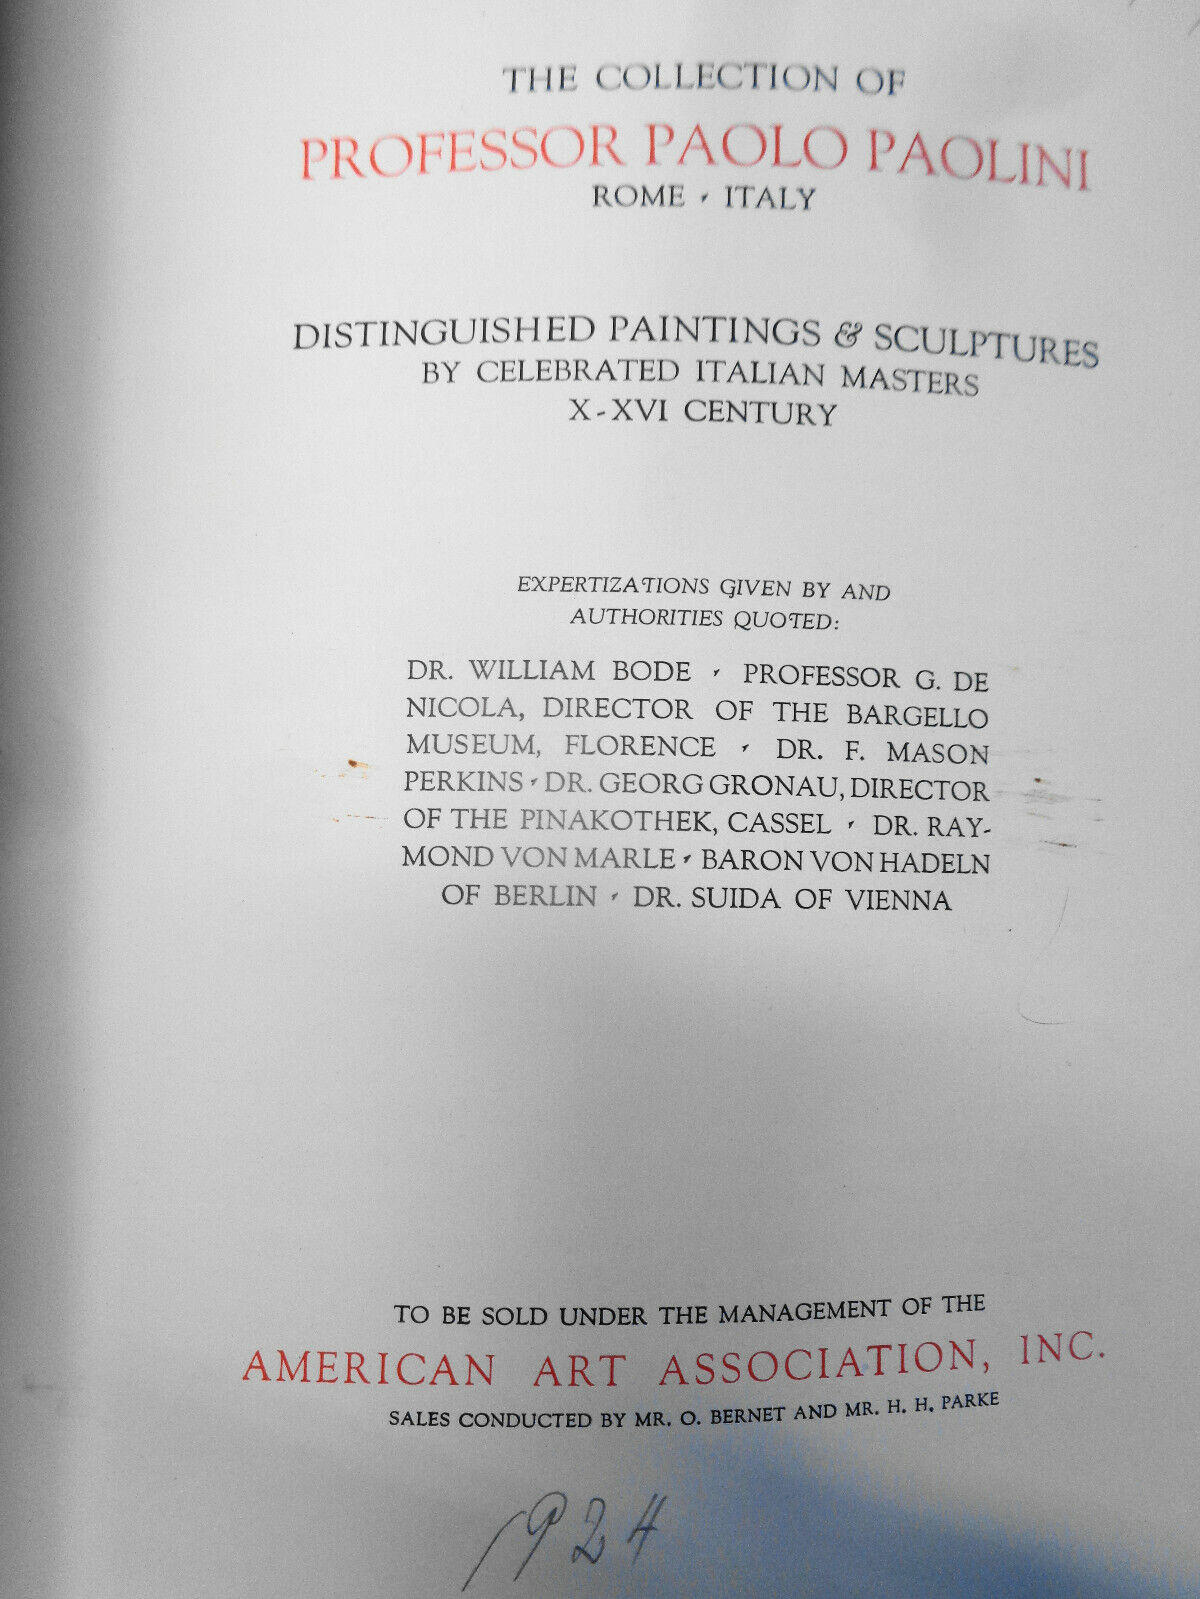 THE COLLECTION OF
PROFESSOR PAOLO PAOLINI
ROME · ITALY
DISTINGUISHED PAINTINGS & SCULPTURES
BY CELEBRATED ITALIAN MASTERS
X-XVI CENTURY
EXPERTIZATIONS GIVEN BY AND
AUTHORITIES QUOTED:
DR. WILLIAM BODE · PROFESSOR G. DE
NICOLA, DIRECTOR OF THE BARGELLO
MUSEUM, FLORENCE · DR. F. MASON
PERKINS · DR. GEORG GRONAU, DIRECTOR
OF THE PINAKOTHEK, CASSEL · DR. RAY-
MOND VON MARLE · BARON VON HADELN
OF BERLIN · DR. SUIDA OF VIENNA
TO BE SOLD UNDER THE MANAGEMENT OF THE
AMERICAN ART ASSOCIATION, INC.
SALES CONDUCTED BY MR. O. BERNET AND MR. H. H. PARKE
1924